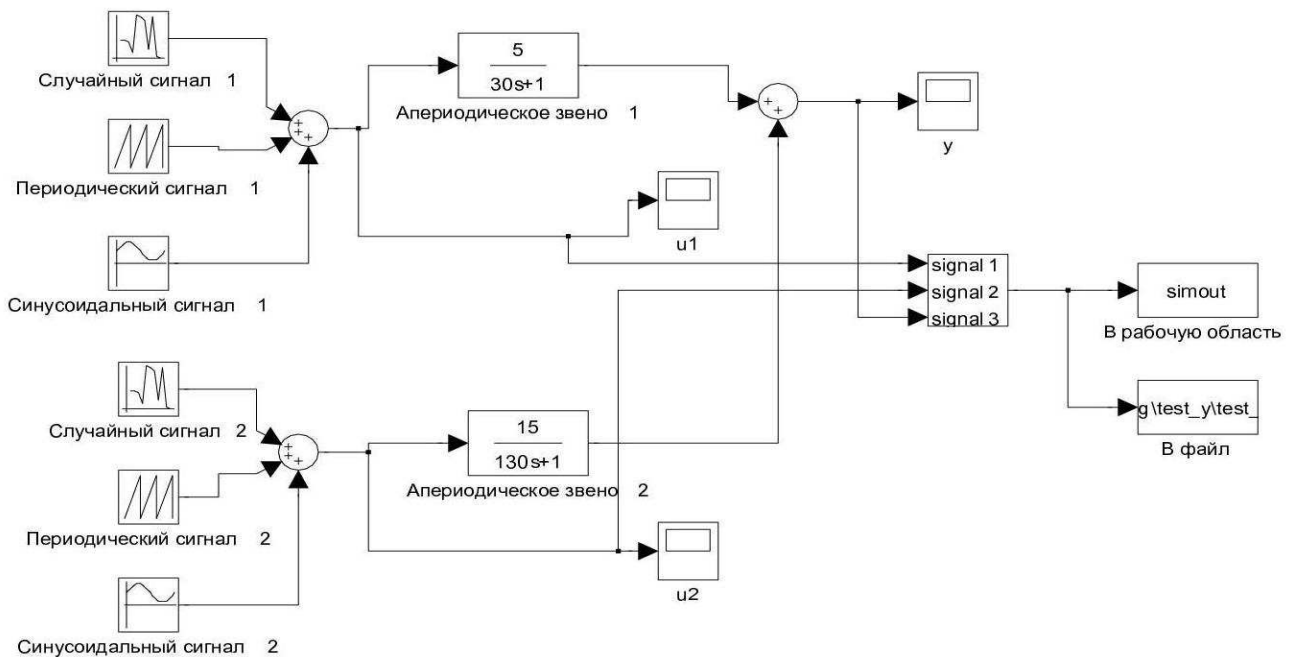 Случайный сигнал 1
Периодический сигнал 1
Синусоидальный сигнал 1
5
30s+1
Апериодическое звено 1
+
+
+
+
+
y
u1
signal 1
signal 2
signal 3
simout
В рабочую область
g\test_y\test_
В файл
Случайный сигнал 2
Периодический сигнал 2
Синусоидальный сигнал 2
+
+
+
15
130s+1
Апериодическое звено 2
u2